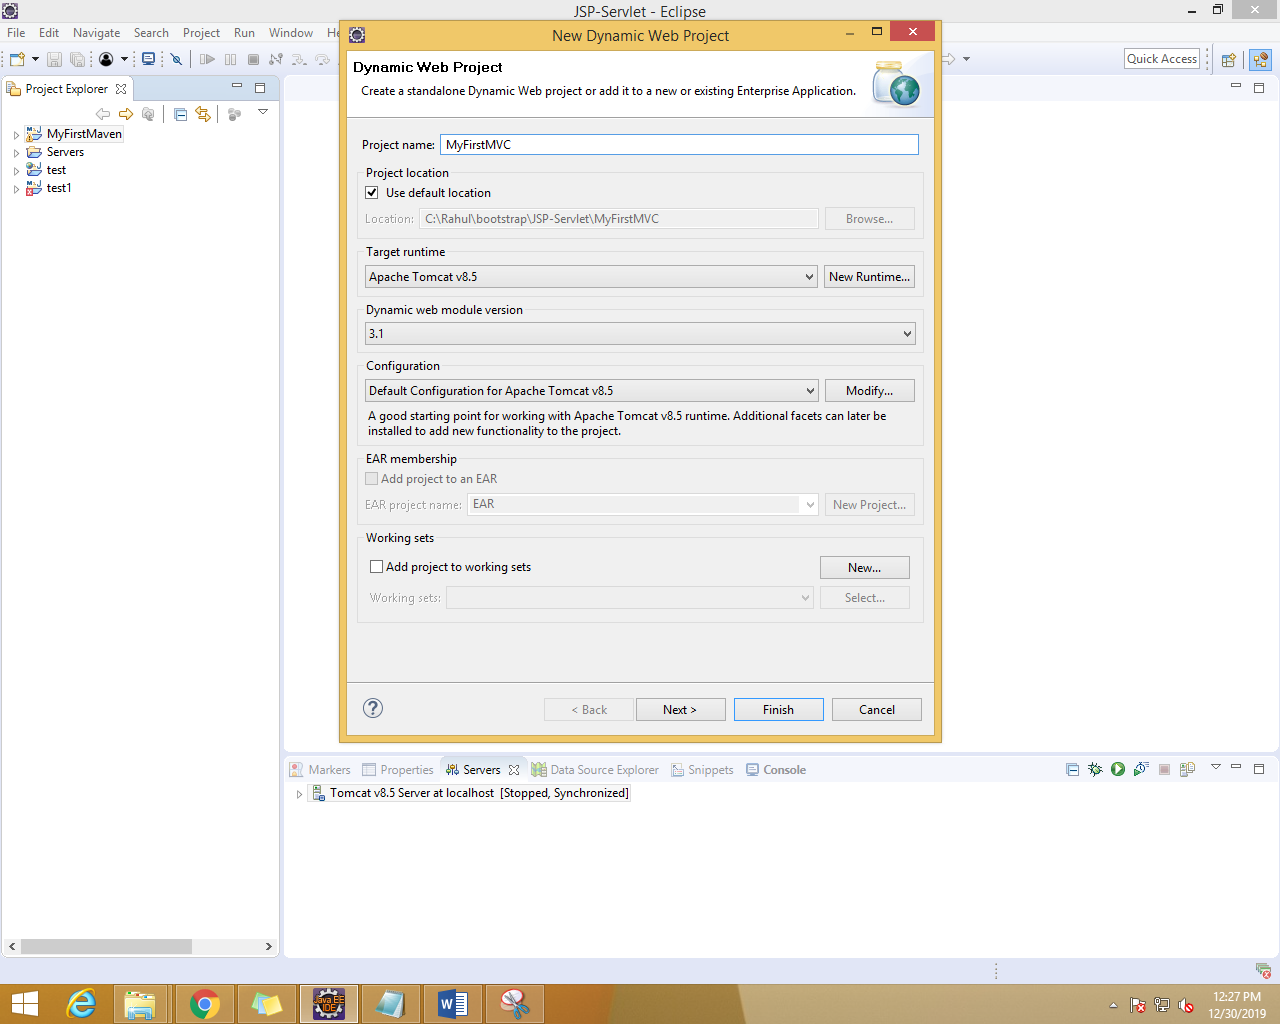 JSP-Servlet - Eclipse
File Edit Navigate Search Project Run Window He
New Dynamic Web Project
Quick Access
Project Explorer
MyFirstMaven
Servers
test
test1
Dynamic Web Project
Create a standalone Dynamic Web project or add it to a new or existing Enterprise Application.
Project name: MyFirstMVC
Project location
Use default location
Location: C:\Rahul\bootstrap\JSP-Servlet\MyFirstMVC Browse...
Target runtime
Apache Tomcat v8.5 New Runtime...
Dynamic web module version
3.1
Configuration
Default Configuration for Apache Tomcat v8.5 Modify...
A good starting point for working with Apache Tomcat v8.5 runtime. Additional facets can later be
installed to add new functionality to the project.
EAR membership
Add project to an EAR
EAR project name: EAR New Project...
Working sets
Add project to working sets New...
Working sets: Select...
< Back Next > Finish Cancel
Markers Properties Servers Data Source Explorer Snippets Console
Tomcat v8.5 Server at localhost [Stopped, Synchronized]
Java EE
IDE
12:27 PM
12/30/2019